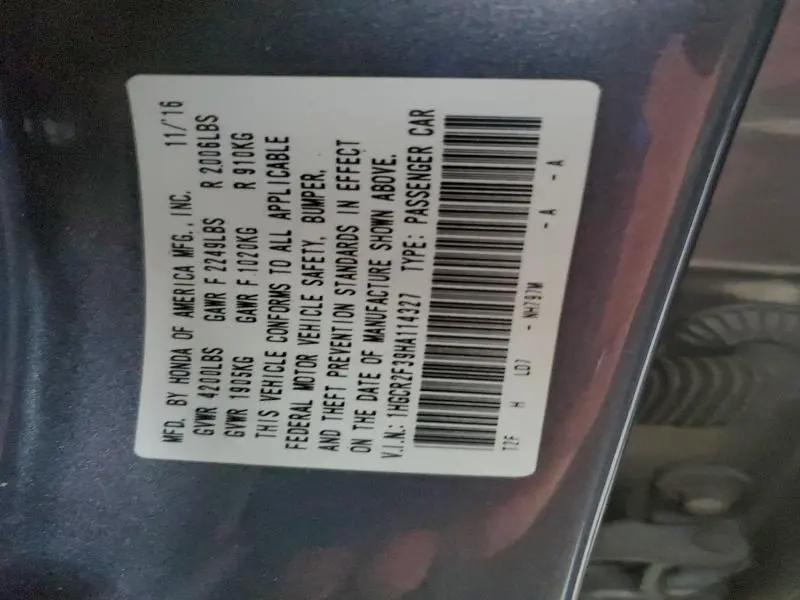 MFD. BY HONDA OF AMERICA MFG., INC. 11/16
GVWR 4200LBS GAWR F 2249LBS R 2006LBS
GVWR 1905KG GAWR F 1020KG R 910KG
THIS VEHICLE CONFORMS TO ALL APPLICABLE
FEDERAL MOTOR VEHICLE SAFETY, BUMPER,
AND THEFT PREVENTION STANDARDS IN EFFECT
ON THE DATE OF MANUFACTURE SHOWN ABOVE.
V.I.N.: 1HGCR2F39HA114327 TYPE: PASSENGER CAR
T2F H LD7 - NH797M - A - A